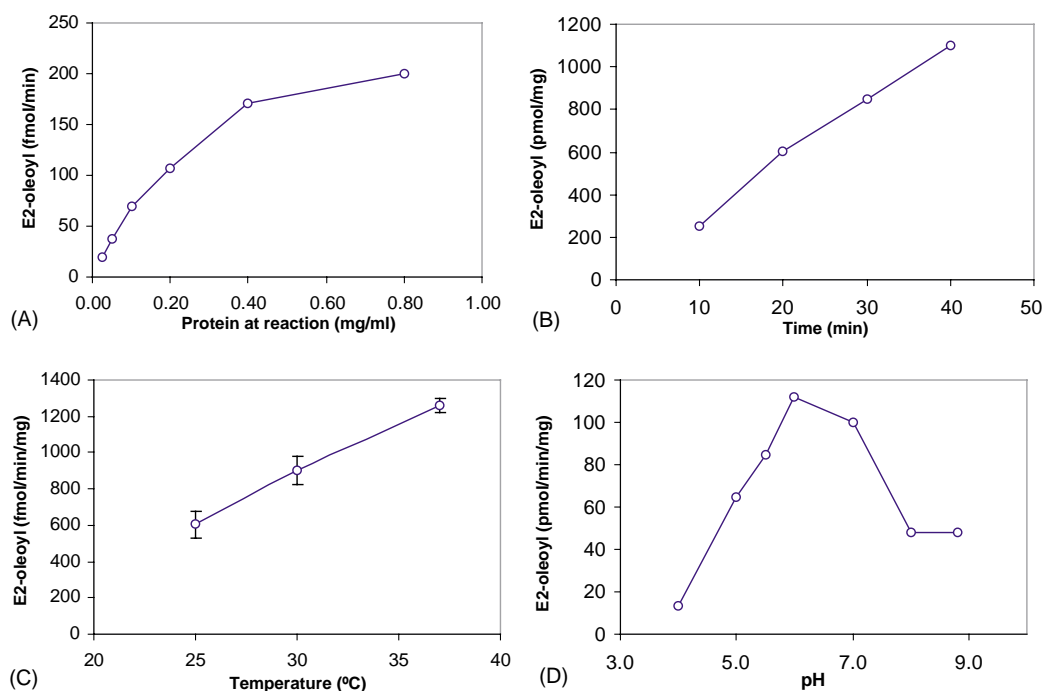 250
200
150
100
50
0
E2-oleoyl (fmol/min)
0.00 0.20 0.40 0.60 0.80 1.00
Protein at reaction (mg/ml)
(A)
1200
1000
800
600
400
200
0
E2-oleoyl (pmol/mg)
0 10 20 30 40 50
Time (min)
(B)
1400
1200
1000
800
600
400
200
0
E2-oleoyl (fmol/min/mg)
20 25 30 35 40
Temperature (ºC)
(C)
120
100
80
60
40
20
0
E2-oleoyl (pmol/min/mg)
3.0 5.0 7.0 9.0
pH
(D)